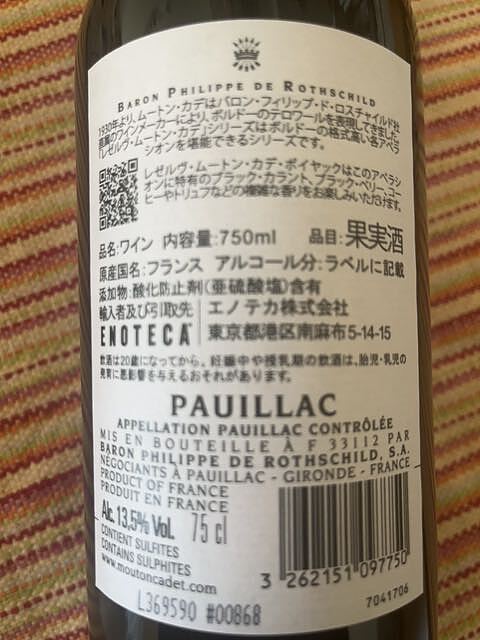 BARON PHILIPPE DE ROTHSCHILD
1930年より、ムートン・カデはバロン・フィリップ・ド・ロスチャイルド社
醸造のワインメーカーにより、ボルドーのテロワールを表現してきました。
「レゼルヴ・ムートン・カデ」シリーズはボルドーの格式高い各アペラ
シオンを堪能できるシリーズです。
レゼルヴ・ムートン・カデ・ポイヤックはこのアペラシ
オンに特有のブラック・カラント、ブラック・ベリー、コー
ヒーやトリュフなどの複雑な香りをお楽しみいただけます。
品名:ワイン 内容量:750ml 品目:果実酒
原産国名:フランス アルコール分:ラベルに記載
添加物:酸化防止剤(亜硫酸塩)含有
輸入者及び引取先 エノテカ株式会社
ENOTECA 東京都港区南麻布5-14-15
飲酒は20歳になってから。妊娠中や授乳期の飲酒は、胎児・乳児の
発育に悪影響を与えるおそれがあります。
PAUILLAC
APPELLATION PAUILLAC CONTRÔLÉE
MIS EN BOUTEILLE À F 33112 PAR
BARON PHILIPPE DE ROTHSCHILD, S.A.
NÉGOCIANTS À PAUILLAC - GIRONDE - FRANCE
PRODUCT OF FRANCE
PRODUIT EN FRANCE
Alc. 13,5% Vol. 75 cl
CONTIENT SULFITES
CONTAINS SULPHITES
www.moutoncadet.com
3 262151 097750
L369590 #00868
7041706